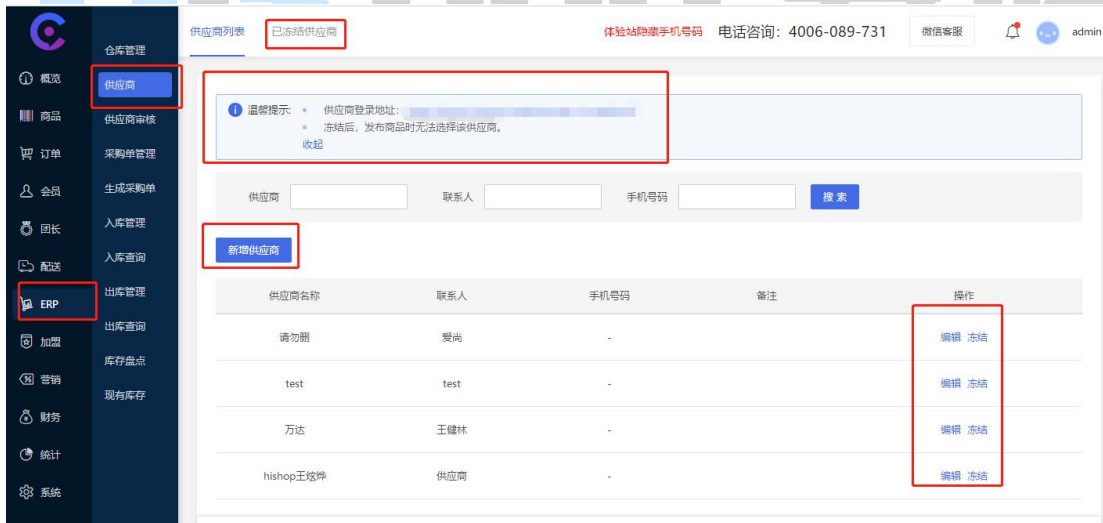 供应商列表 已冻结供应商 体验站隐藏手机号码 电话咨询：4006-089-731 微信客服 admin
仓库管理
概览
供应商
商品
供应商审核
订单
采购单管理
会员
生成采购单
团长
入库管理
配送
入库查询
ERP
出库管理
加盟
出库查询
营销
库存盘点
财务
现有库存
统计
系统
温馨提示: • 供应商登录地址:
• 冻结后，发布商品时无法选择该供应商。
收起
供应商 联系人 手机号码 搜索
新增供应商
供应商名称 联系人 手机号码 备注 操作
请勿删 爱尚 - 编辑 冻结
test test - 编辑 冻结
万达 王健林 - 编辑 冻结
hishop王炫烨 供应商 - 编辑 冻结